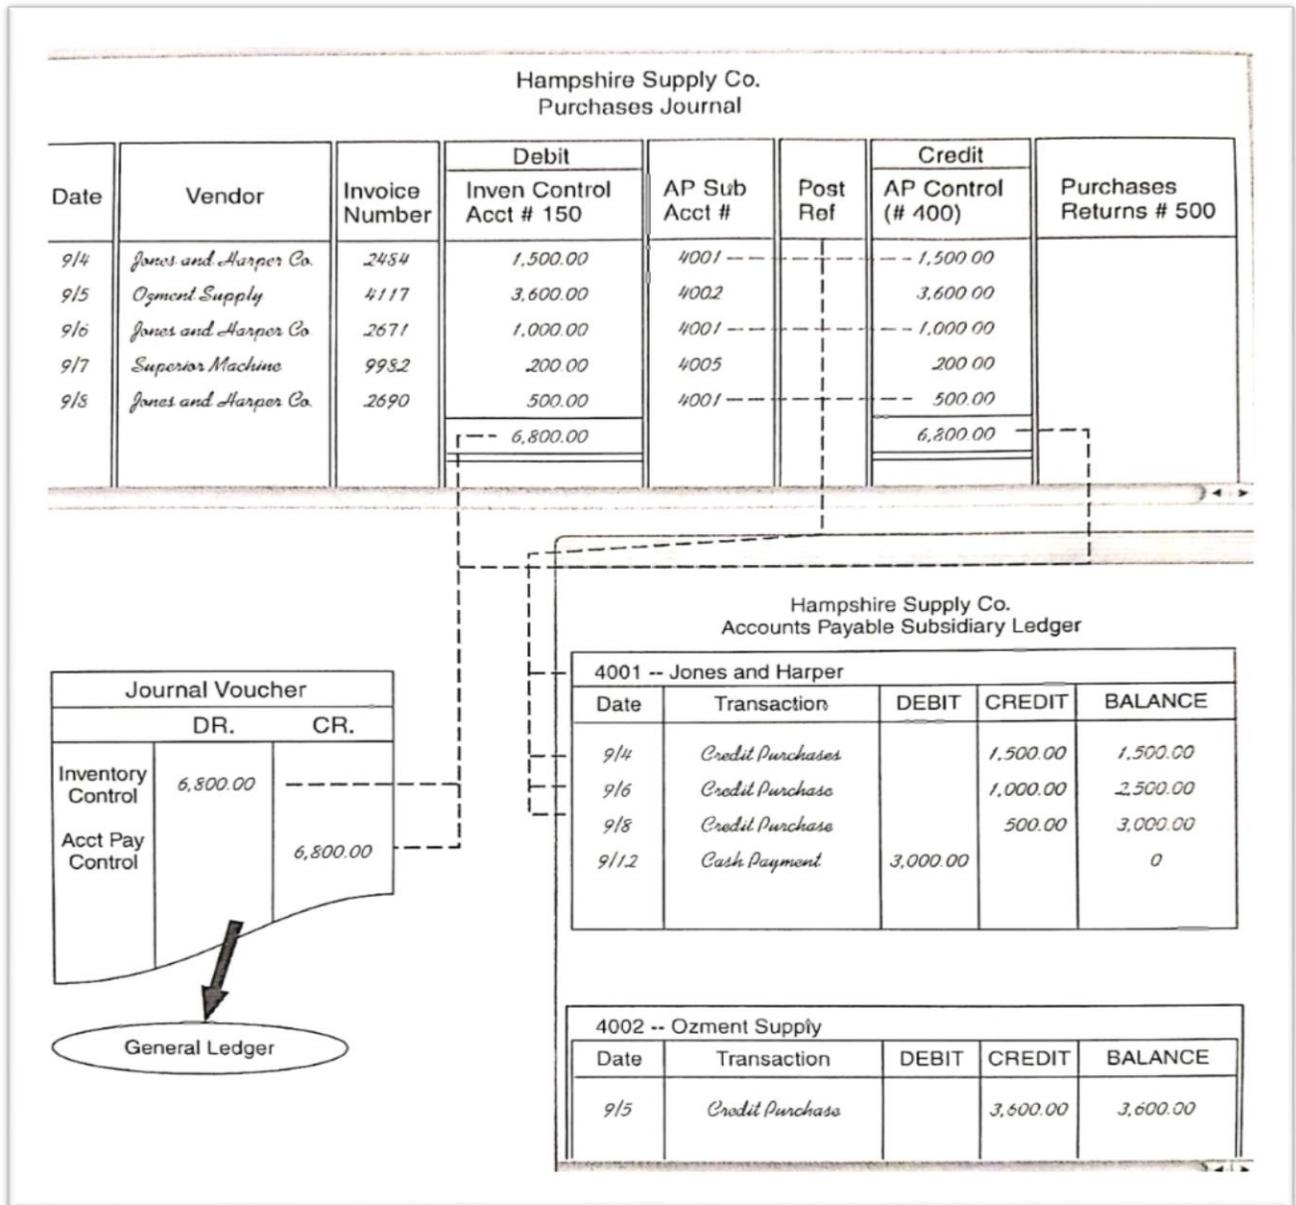 Hampshire Supply Co.
Purchases Journal
Debit Credit
Date Vendor Invoice Number Inven Control Acct # 150 AP Sub Acct # Post Ref AP Control (# 400) Purchases Returns # 500
9/4 Jones and Harper Co. 2484 1,500.00 4001 1,500 00
9/5 Ozment Supply 4117 3,600.00 4002 3,600 00
9/6 Jones and Harper Co 2671 1,000.00 4001 1,000 00
9/7 Superior Machine 9982 200.00 4005 200 00
9/8 Jones and Harper Co. 2690 500.00 4001 500.00
6,800.00 6,800.00
Hampshire Supply Co.
Accounts Payable Subsidiary Ledger
4001 -- Jones and Harper
Date Transaction DEBIT CREDIT BALANCE
9/4 Credit Purchases 1,500.00 1,500.00
9/6 Credit Purchase 1,000.00 2,500.00
9/8 Credit Purchase 500.00 3,000.00
9/12 Cash Payment 3,000.00 0
Journal Voucher
DR. CR.
Inventory Control 6,800.00
Acct Pay Control 6,800.00
General Ledger
4002 -- Ozment Supply
Date Transaction DEBIT CREDIT BALANCE
9/5 Credit Purchase 3,600.00 3,600.00